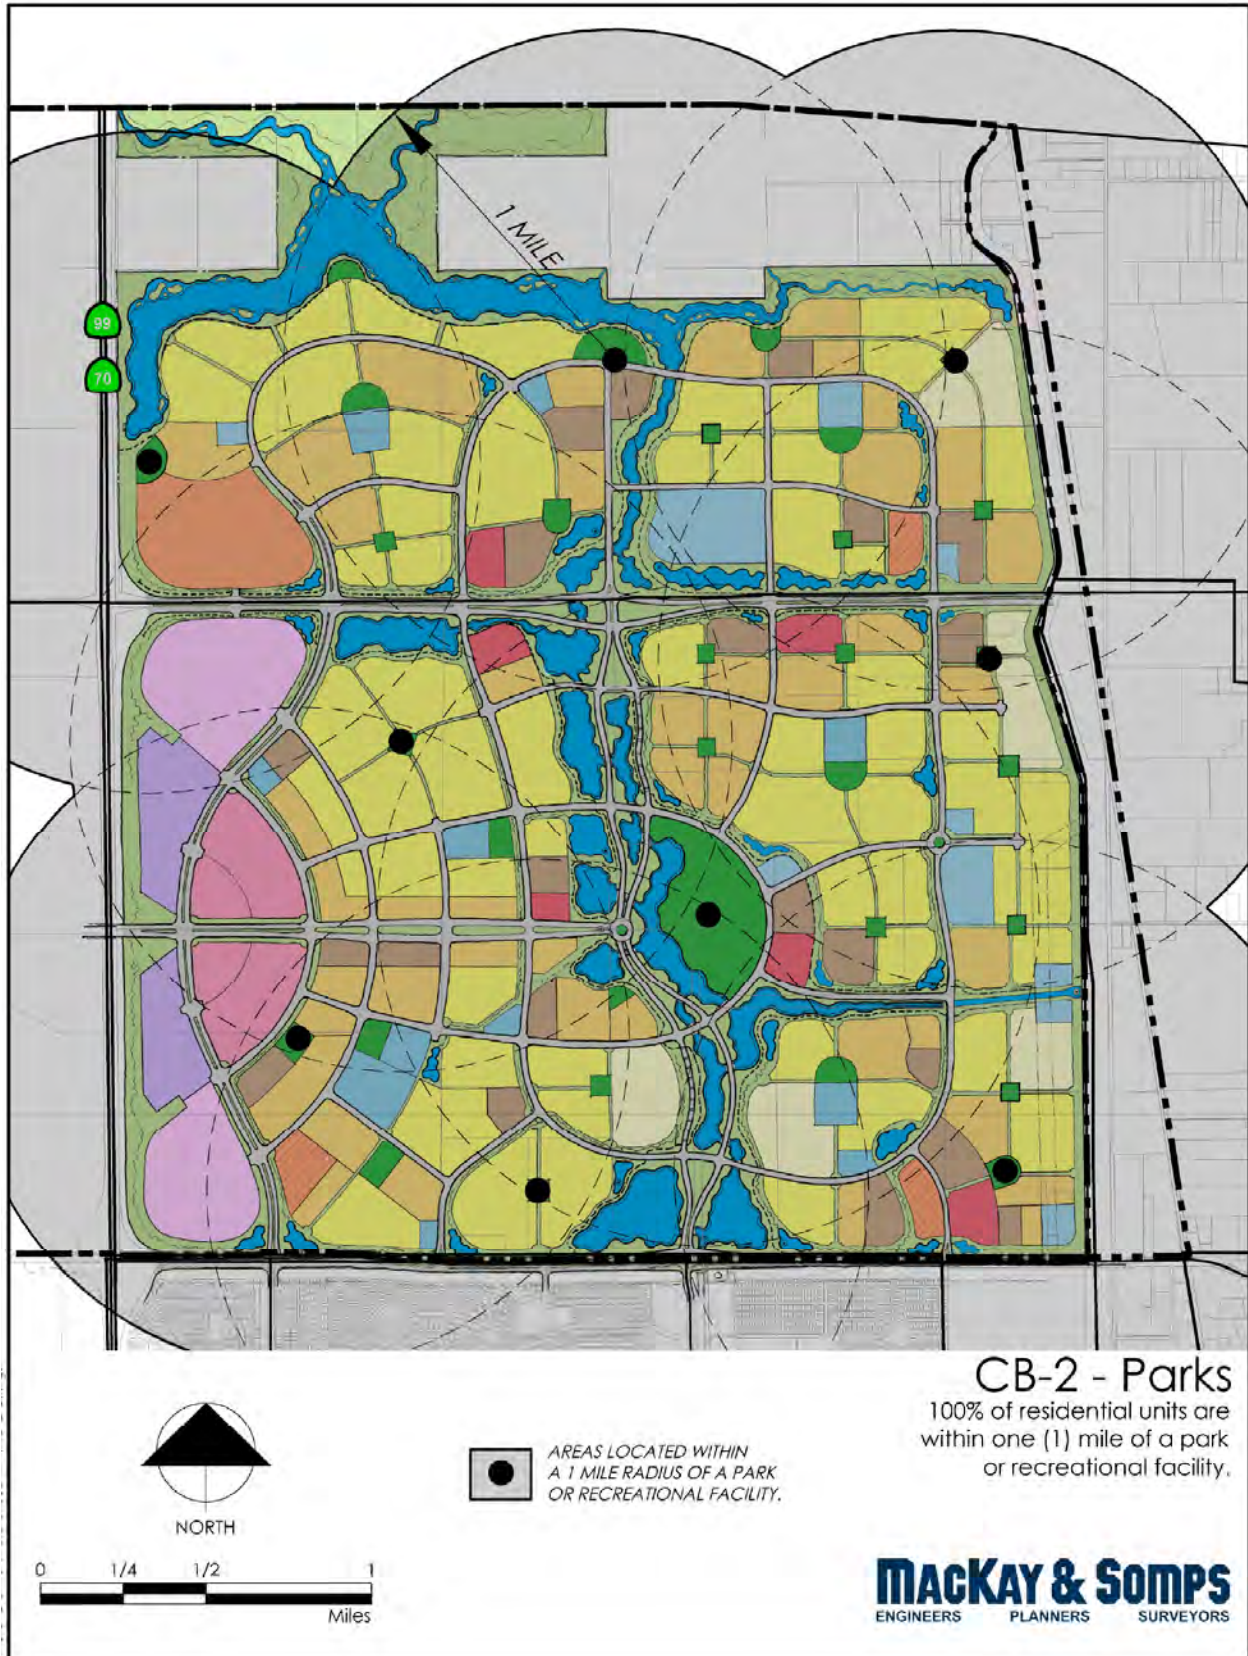 1 MILE
99
70
CB-2 - Parks
100% of residential units are
within one (1) mile of a park
or recreational facility.
AREAS LOCATED WITHIN
A 1 MILE RADIUS OF A PARK
OR RECREATIONAL FACILITY.
NORTH
0 1/4 1/2 1
Miles
MACKAY & SOMPS
ENGINEERS PLANNERS SURVEYORS